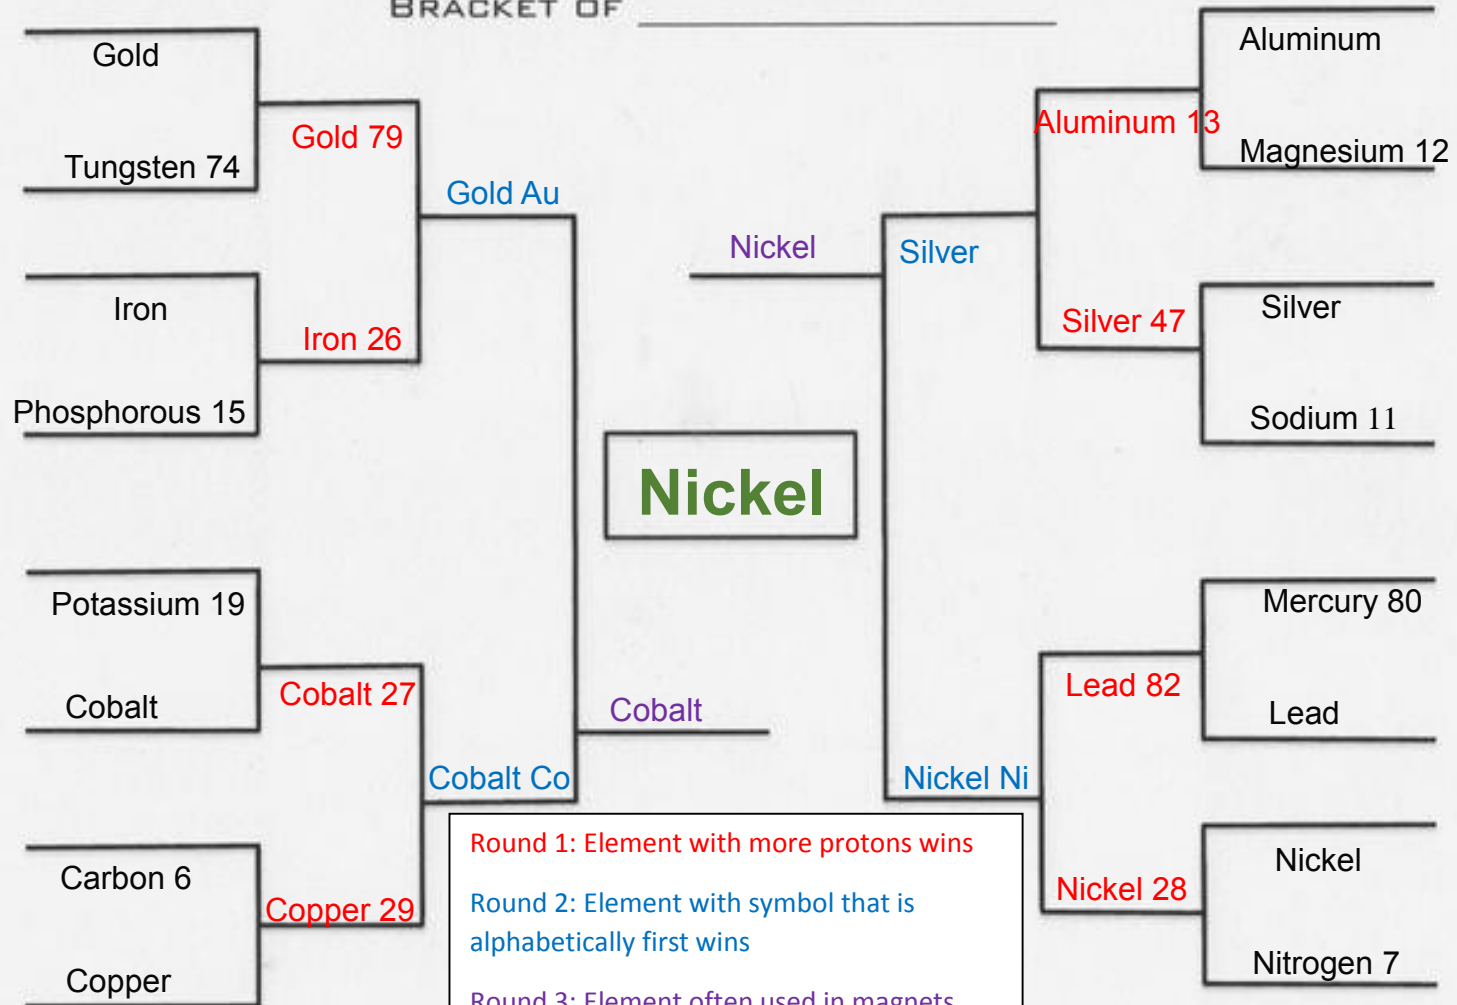 BRACKET OF
Gold
Tungsten 74
Iron
Phosphorous 15
Potassium 19
Cobalt
Carbon 6
Copper
Gold 79
Iron 26
Cobalt 27
Copper 29
Gold Au
Cobalt Co
Cobalt
Nickel
Nickel
Silver
Nickel Ni
Aluminum 13
Silver 47
Lead 82
Nickel 28
Aluminum
Magnesium 12
Silver
Sodium 11
Mercury 80
Lead
Nickel
Nitrogen 7
Round 1: Element with more protons wins
Round 2: Element with symbol that is
alphabetically first wins
Round 3: Element often used in magnets